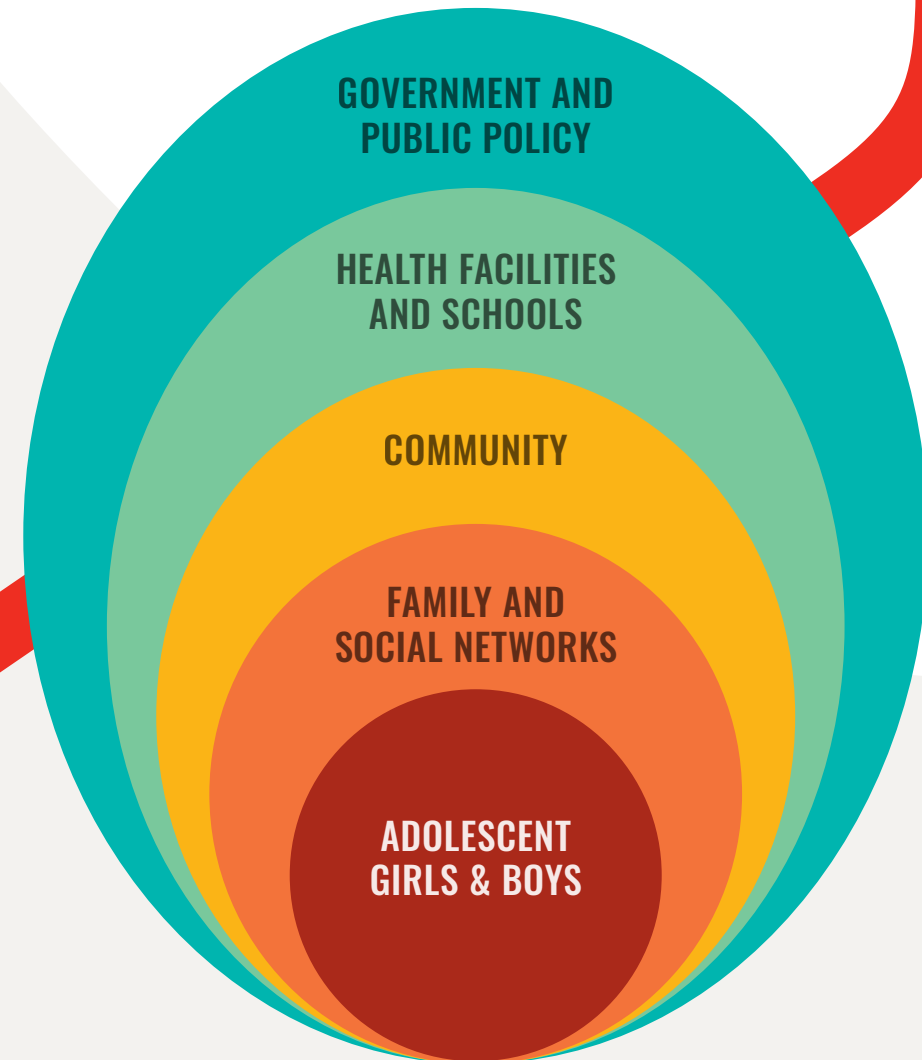 GOVERNMENT AND
PUBLIC POLICY
HEALTH FACILITIES
AND SCHOOLS
COMMUNITY
FAMILY AND
SOCIAL NETWORKS
ADOLESCENT
GIRLS & BOYS